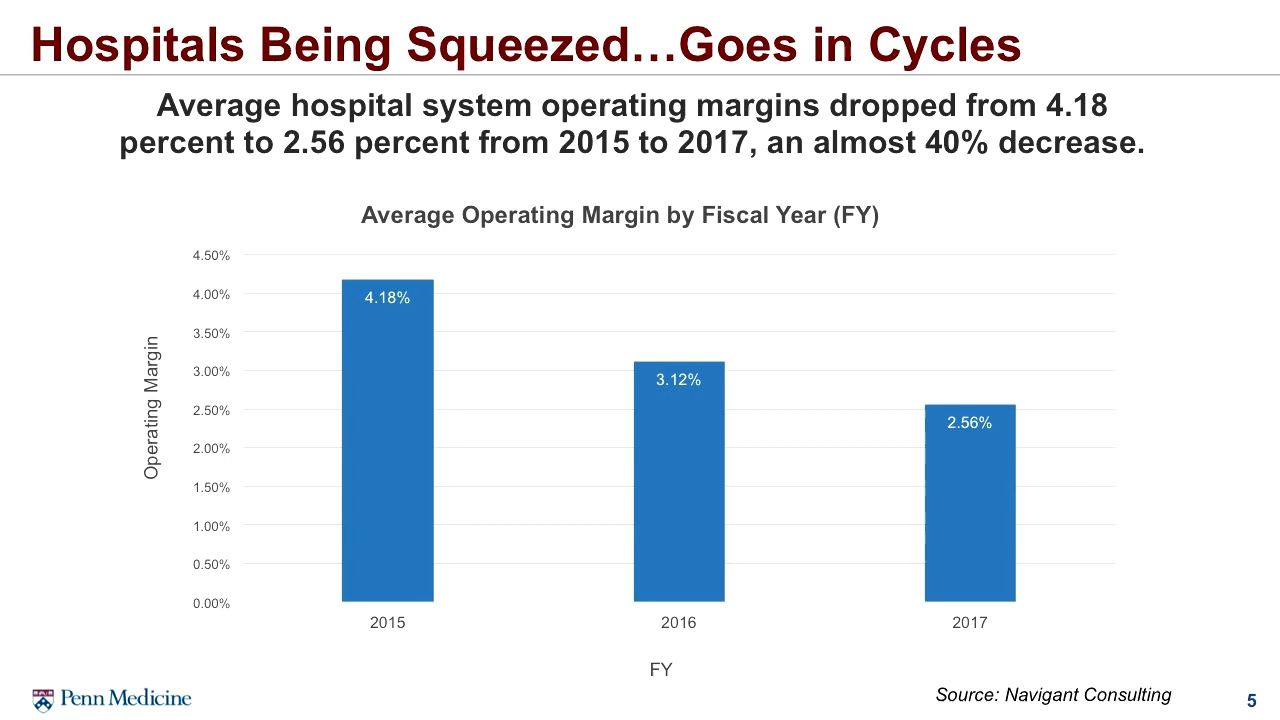 Hospitals Being Squeezed…Goes in Cycles
Average hospital system operating margins dropped from 4.18
percent to 2.56 percent from 2015 to 2017, an almost 40% decrease.
Average Operating Margin by Fiscal Year (FY)
Operating Margin
4.50%
4.00%
3.50%
3.00%
2.50%
2.00%
1.50%
1.00%
0.50%
0.00%
4.18%
3.12%
2.56%
2015
2016
2017
FY
Penn Medicine
Source: Navigant Consulting
5